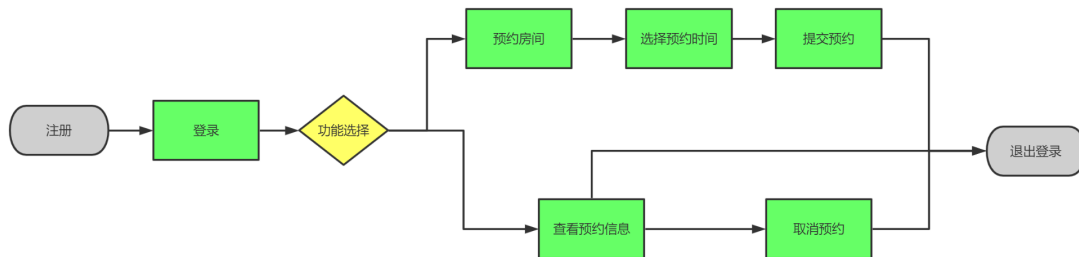 预约房间
选择预约时间
提交预约
注册
登录
功能选择
退出登录
查看预约信息
取消预约